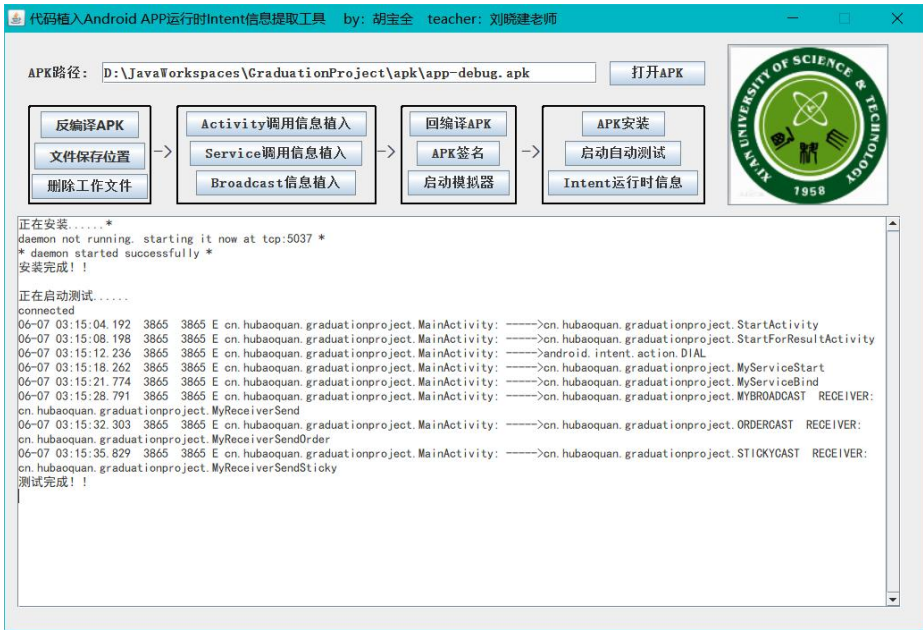 代码植入Android APP运行时Intent信息提取工具 by: 胡宝全 teacher: 刘晓建老师
APK路径: D:\JavaWorkspaces\GraduationProject\apk\app-debug.apk 打开APK
反编译APK Activity调用信息植入 回编译APK APK安装
文件保存位置 -> Service调用信息植入 -> APK签名 -> 启动自动测试
删除工作文件 Broadcast信息植入 启动模拟器 Intent运行时信息
XI'AN UNIVERSITY OF SCIENCE & TECHNOLOGY
1958
正在安装......*
daemon not running. starting it now at tcp:5037 *
* daemon started successfully *
安装完成!!
正在启动测试......
connected
06-07 03:15:04.192 3865 3865 E cn.hubaoquan.graduationproject.MainActivity: ----->cn.hubaoquan.graduationproject.StartActivity
06-07 03:15:08.198 3865 3865 E cn.hubaoquan.graduationproject.MainActivity: ----->cn.hubaoquan.graduationproject.StartForResultActivity
06-07 03:15:12.236 3865 3865 E cn.hubaoquan.graduationproject.MainActivity: ----->android.intent.action.DIAL
06-07 03:15:18.262 3865 3865 E cn.hubaoquan.graduationproject.MainActivity: ----->cn.hubaoquan.graduationproject.MyServiceStart
06-07 03:15:21.774 3865 3865 E cn.hubaoquan.graduationproject.MainActivity: ----->cn.hubaoquan.graduationproject.MyServiceBind
06-07 03:15:28.791 3865 3865 E cn.hubaoquan.graduationproject.MainActivity: ----->cn.hubaoquan.graduationproject.MYBROADCAST RECEIVER:
cn.hubaoquan.graduationproject.MyReceiverSend
06-07 03:15:32.303 3865 3865 E cn.hubaoquan.graduationproject.MainActivity: ----->cn.hubaoquan.graduationproject.ORDERCAST RECEIVER:
cn.hubaoquan.graduationproject.MyReceiverSendOrder
06-07 03:15:35.829 3865 3865 E cn.hubaoquan.graduationproject.MainActivity: ----->cn.hubaoquan.graduationproject.STICKYCAST RECEIVER:
cn.hubaoquan.graduationproject.MyReceiverSendSticky
测试完成!!